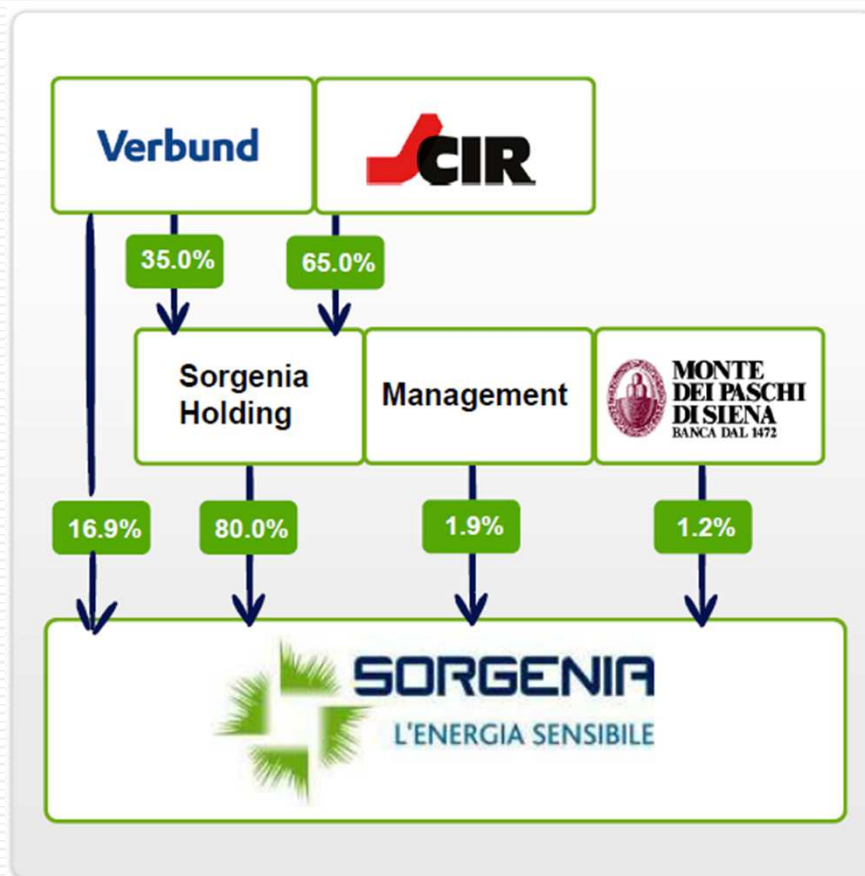 Verbund
CIR
35.0%
65.0%
Sorgenia
Holding
Management
MONTE
DEI PASCHI
DI SIENA
BANCA DAL 1472
16.9%
80.0%
1.9%
1.2%
SORGENIA
L'ENERGIA SENSIBILE